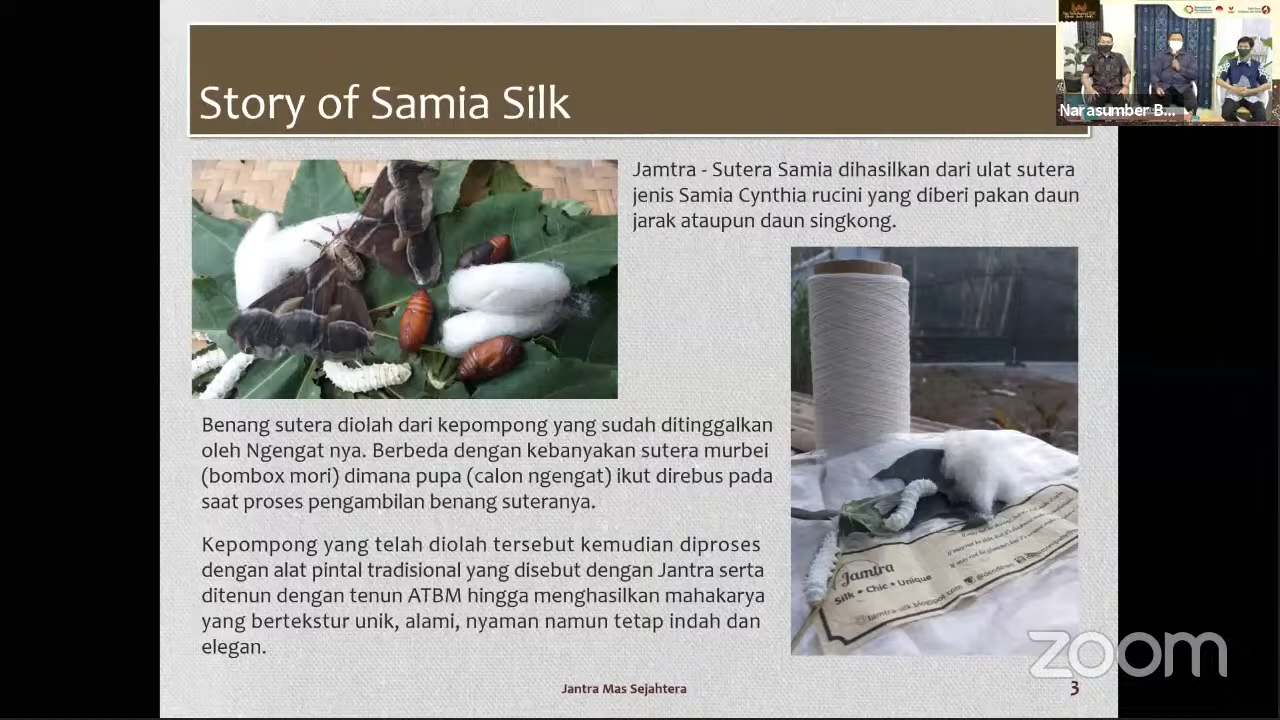 Story of Samia Silk
Narasumber B...
Jamtra - Sutera Samia dihasilkan dari ulat sutera
jenis Samia Cynthia rucini yang diberi pakan daun
jarak ataupun daun singkong.
Benang sutera diolah dari kepompong yang sudah ditinggalkan
oleh Ngengat nya. Berbeda dengan kebanyakan sutera murbei
(bombox mori) dimana pupa (calon ngengat) ikut direbus pada
saat proses pengambilan benang suteranya.
Kepompong yang telah diolah tersebut kemudian diproses
dengan alat pintal tradisional yang disebut dengan Jantra serta
ditenun dengan tenun ATBM hingga menghasilkan mahakarya
yang bertekstur unik, alami, nyaman namun tetap indah dan
elegan.
Jamtra
Silk • Chic • Unique
Jamtra-silk.blogspot.com
zoom
Jantra Mas Sejahtera
3